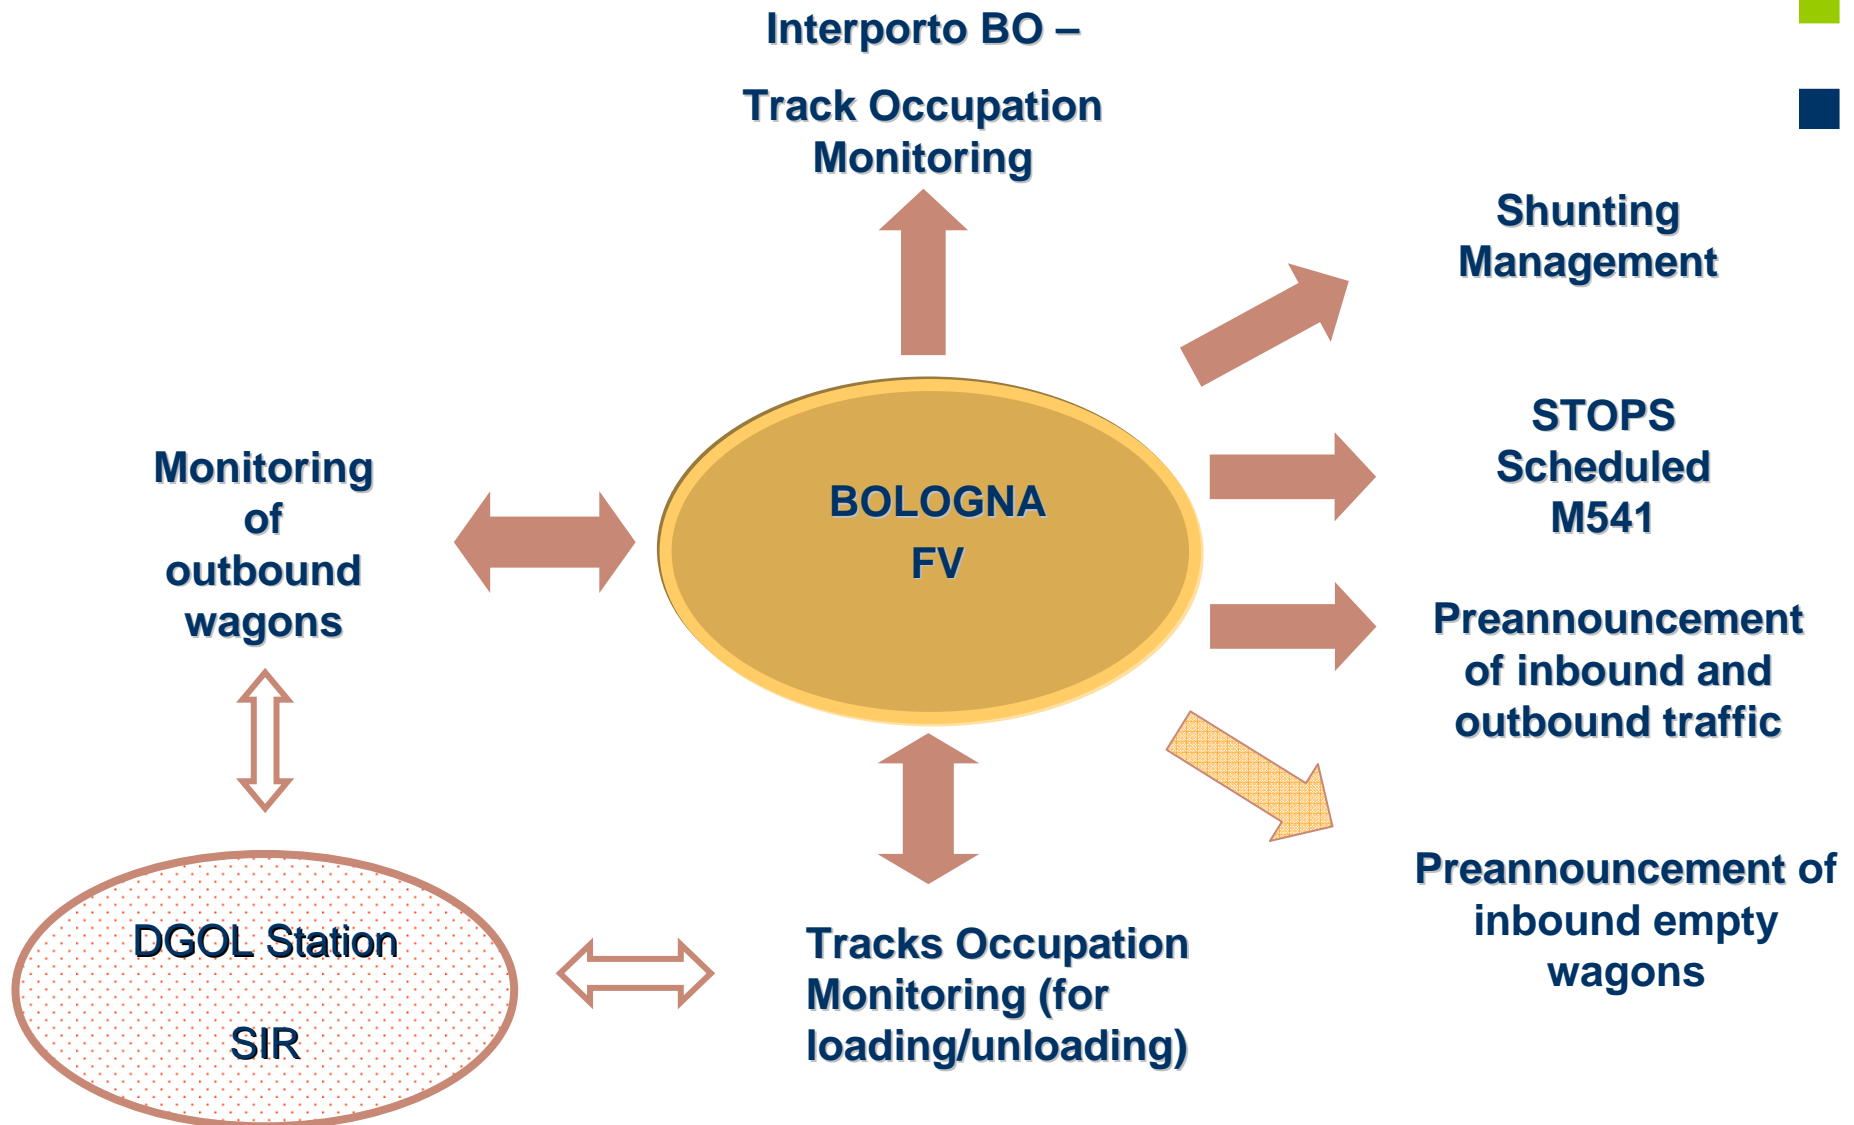 Interporto BO –
Track Occupation
Monitoring
Shunting
Management
STOPS
Scheduled
M541
Monitoring
of
outbound
wagons
BOLOGNA
FV
Preannouncement
of inbound and
outbound traffic
Preannouncement of
inbound empty
wagons
DGOL Station
SIR
Tracks Occupation
Monitoring (for
loading/unloading)